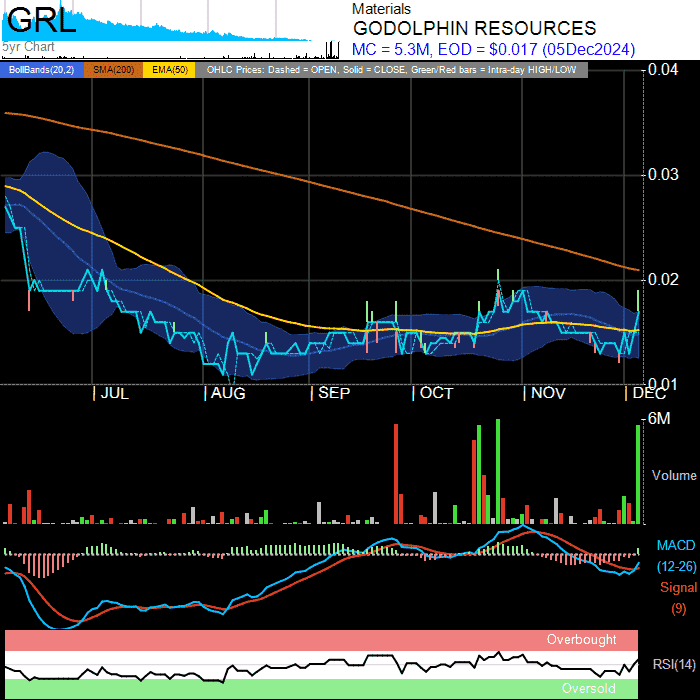 GRL
5yr Chart
Materials
GODOLPHIN RESOURCES
MC = 5.3M, EOD = $0.017 (05Dec2024)
BollBands(20,2) SMA(200) EMA(50) OHLC Prices: Dashed = OPEN, Solid = CLOSE, Green/Red bars = Intra-day HIGH/LOW
0.04
0.03
0.02
0.01
JUL AUG SEP OCT NOV DEC
6M
Volume
MACD
(12-26)
Signal
(9)
Overbought
RSI(14)
Oversold